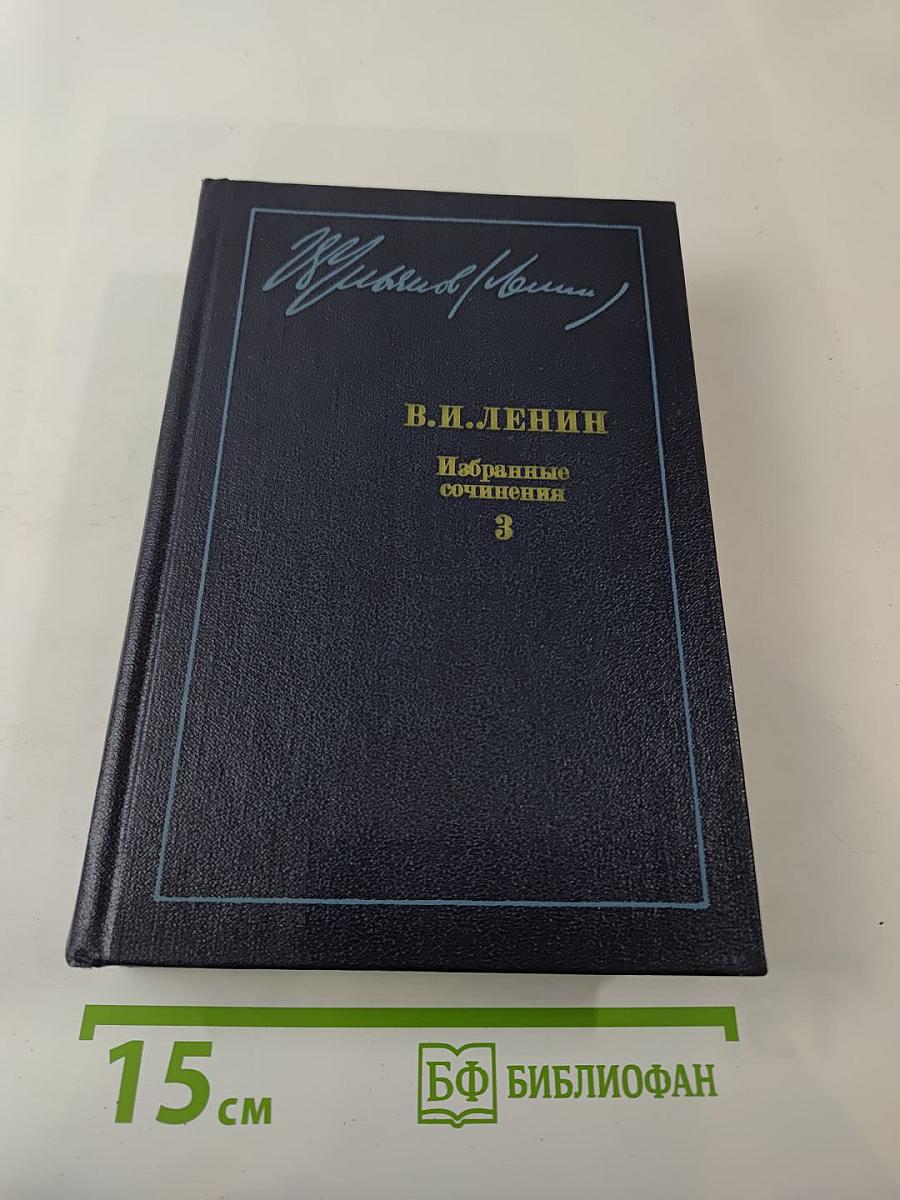 В Ульянов (Ленин)
В.И.ЛЕНИН
Избранные
сочинения
3
15 см
БФ БИБЛИОФАН